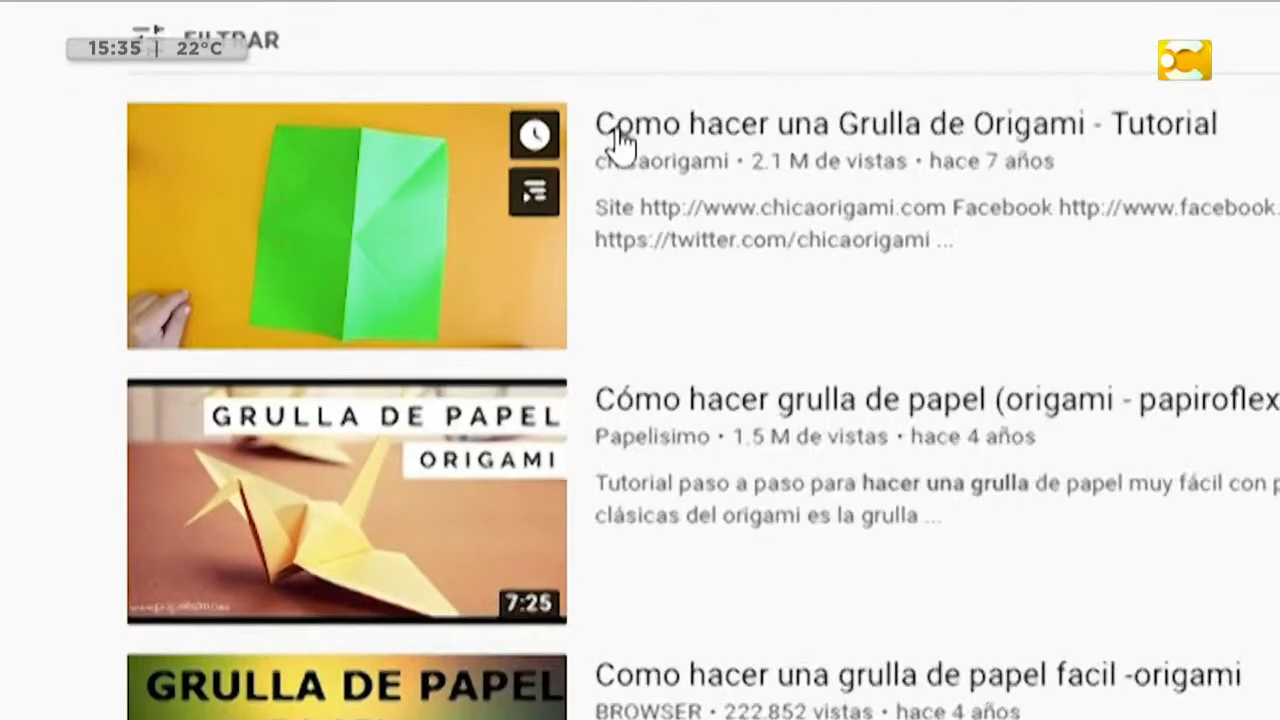 FILTRAR
15:35 | 22°C
Como hacer una Grulla de Origami - Tutorial
chicaorigami • 2.1 M de vistas • hace 7 años
Site http://www.chicaorigami.com Facebook http://www.facebook.
https://twitter.com/chicaorigami ...
GRULLA DE PAPEL
ORIGAMI
7:25
Cómo hacer grulla de papel (origami - papiroflex
Papelisimo • 1.5 M de vistas • hace 4 años
Tutorial paso a paso para hacer una grulla de papel muy fácil con p
clásicas del origami es la grulla ...
GRULLA DE PAPEL
Como hacer una grulla de papel facil -origami
BROWSER • 222.852 vistas • hace 4 años